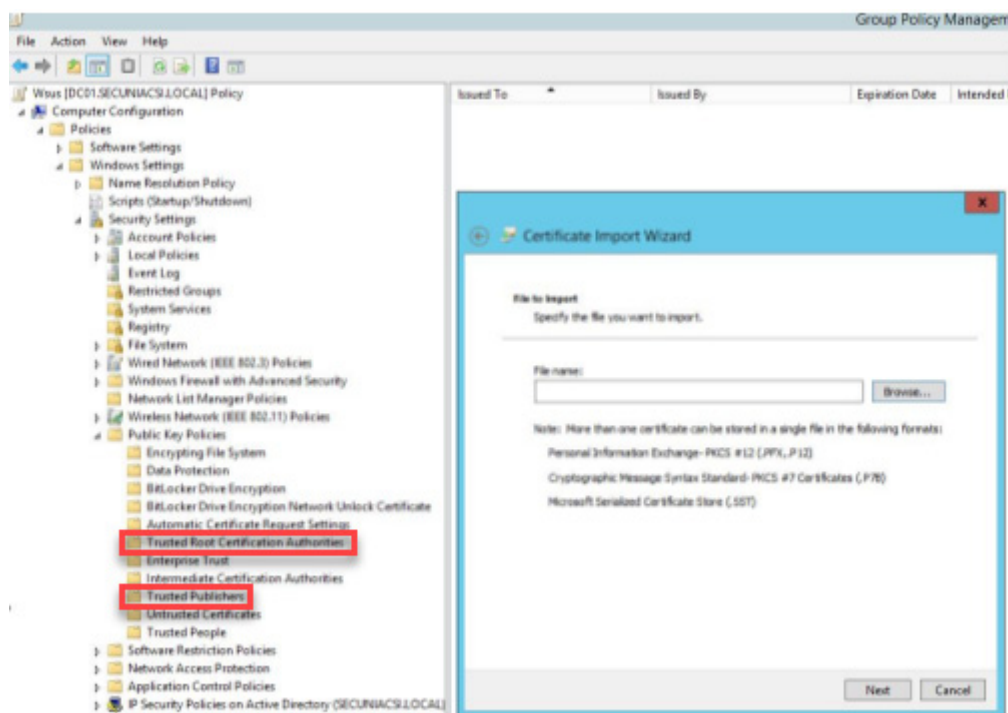 Group Policy Managem
File Action View Help
Wsus [DC01.SECUNIACSI.LOCAL] Policy
Computer Configuration
Policies
Software Settings
Windows Settings
Name Resolution Policy
Scripts (Startup/Shutdown)
Security Settings
Account Policies
Local Policies
Event Log
Restricted Groups
System Services
Registry
File System
Wired Network (IEEE 802.3) Policies
Windows Firewall with Advanced Security
Network List Manager Policies
Wireless Network (IEEE 802.11) Policies
Public Key Policies
Encrypting File System
Data Protection
BitLocker Drive Encryption
BitLocker Drive Encryption Network Unlock Certificate
Automatic Certificate Request Settings
Trusted Root Certification Authorities
Enterprise Trust
Intermediate Certification Authorities
Trusted Publishers
Untrusted Certificates
Trusted People
Software Restriction Policies
Network Access Protection
Application Control Policies
IP Security Policies on Active Directory (SECUNIACSI.LOCAL)
Issued To Issued By Expiration Date Intended
Certificate Import Wizard
File to Import
Specify the file you want to import.
File name:
Browse...
Note: More than one certificate can be stored in a single file in the following formats:
Personal Information Exchange- PKCS #12 (.PFX,.P12)
Cryptographic Message Syntax Standard- PKCS #7 Certificates (.P7B)
Microsoft Serialized Certificate Store (.SST)
Next Cancel